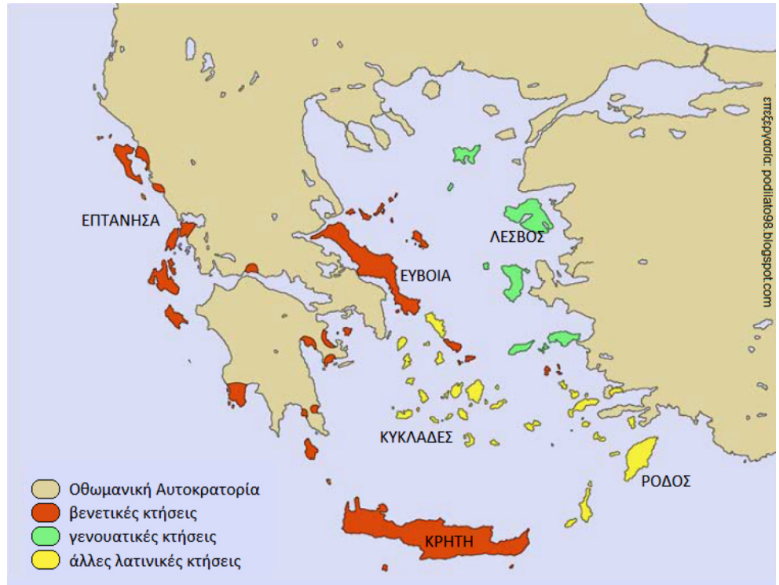 ΕΠΤΑΝΗΣΑ
ΛΕΣΒΟΣ
ΕΥΒΟΙΑ
ΚΥΚΛΑΔΕΣ
ΡΟΔΟΣ
ΚΡΗΤΗ
Οθωμανική Αυτοκρατορία
βενετικές κτήσεις
γενουατικές κτήσεις
άλλες λατινικές κτήσεις
επεξεργασία: podilato98.blogspot.com